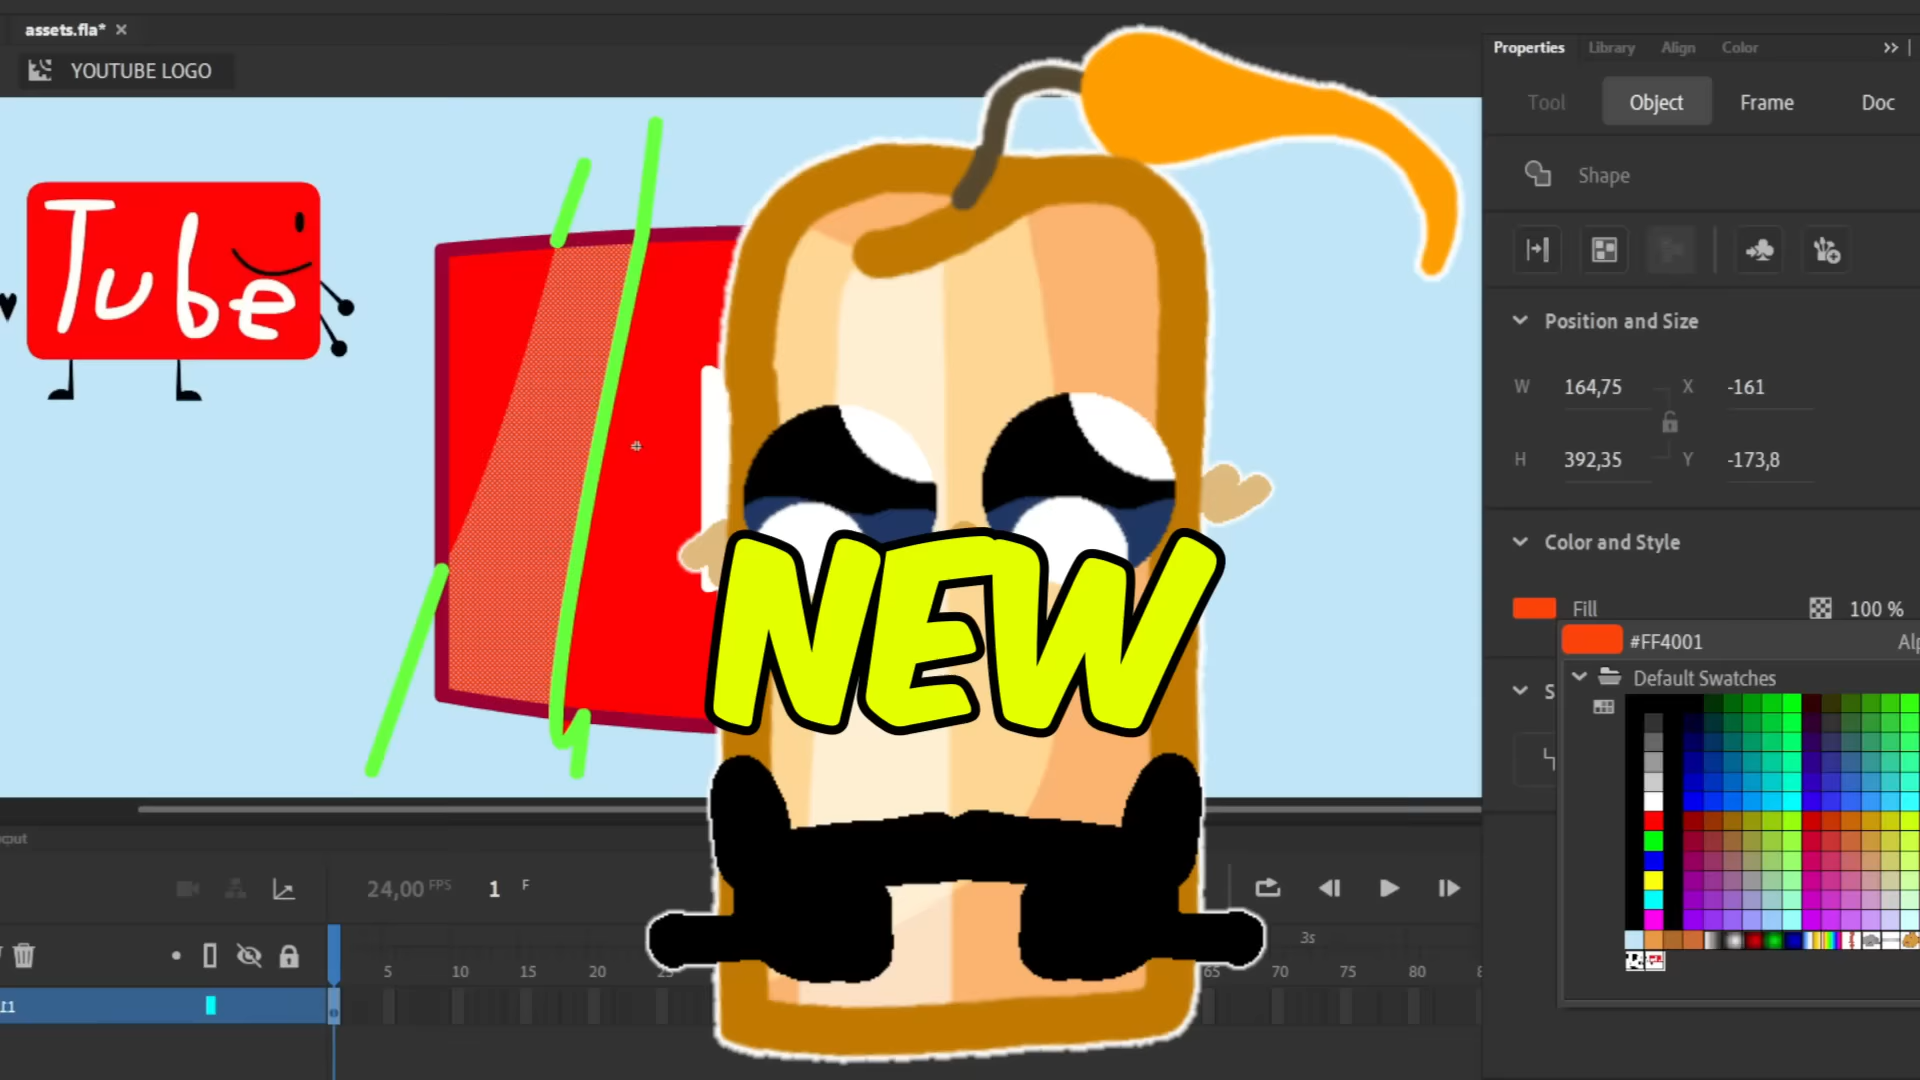 assets.fla*
YOUTUBE LOGO
Properties Library Align Color
Tool Object Frame Doc
Shape
Tube
Position and Size
W 164,75 X -161
H 392,35 Y -173,8
Color and Style
Fill 100 %
#FF4001
Default Swatches
S
NEW
24,00 FPS 1 F
3s
5 10 15 20 25 65 70 75 80